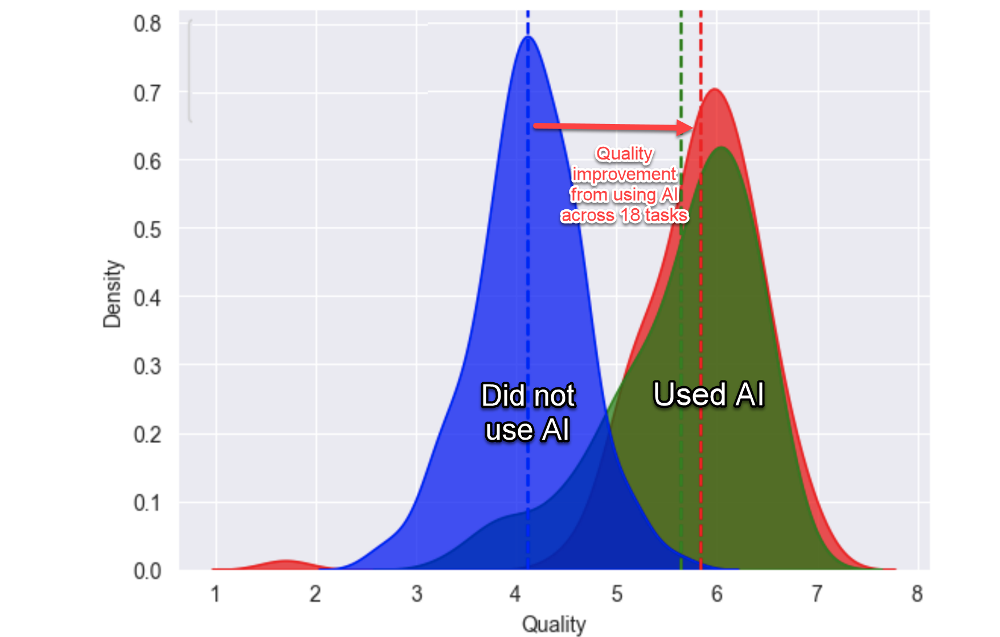 0.8
0.7
0.6
0.5
0.4
0.3
0.2
0.1
0.0
Density
Quality
improvement
from using AI
across 18 tasks
Did not
use AI
Used AI
1 2 3 4 5 6 7 8
Quality